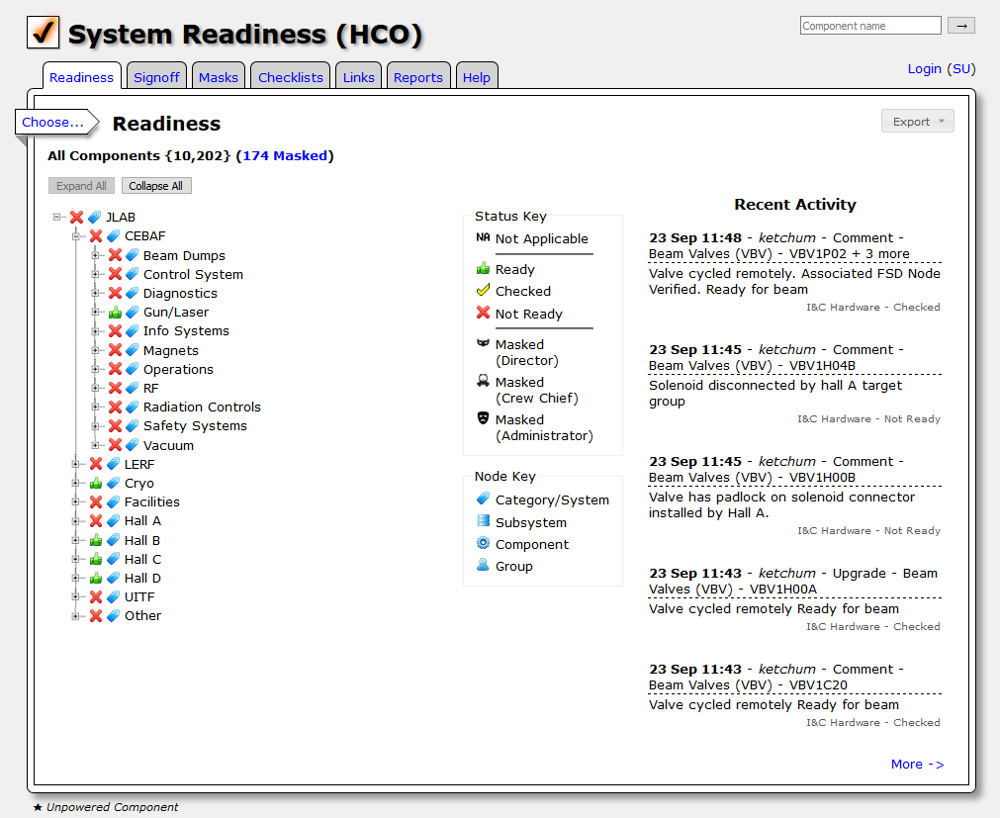 System Readiness (HCO)
Component name
→
Login (SU)
Readiness
Signoff
Masks
Checklists
Links
Reports
Help
Choose...
Readiness
Export
All Components {10,202} (174 Masked)
Expand All
Collapse All
JLAB
CEBAF
Beam Dumps
Control System
Diagnostics
Gun/Laser
Info Systems
Magnets
Operations
RF
Radiation Controls
Safety Systems
Vacuum
LERF
Cryo
Facilities
Hall A
Hall B
Hall C
Hall D
UITF
Other
Status Key
NA Not Applicable
Ready
Checked
Not Ready
Masked
(Director)
Masked
(Crew Chief)
Masked
(Administrator)
Node Key
Category/System
Subsystem
Component
Group
Recent Activity
23 Sep 11:48 - ketchum - Comment -
Beam Valves (VBV) - VBV1P02 + 3 more
Valve cycled remotely. Associated FSD Node
Verified. Ready for beam
I&C Hardware - Checked
23 Sep 11:45 - ketchum - Comment -
Beam Valves (VBV) - VBV1H04B
Solenoid disconnected by hall A target
group
I&C Hardware - Not Ready
23 Sep 11:45 - ketchum - Comment -
Beam Valves (VBV) - VBV1H00B
Valve has padlock on solenoid connector
installed by Hall A.
I&C Hardware - Not Ready
23 Sep 11:43 - ketchum - Upgrade - Beam
Valves (VBV) - VBV1H00A
Valve cycled remotely Ready for beam
I&C Hardware - Checked
23 Sep 11:43 - ketchum - Comment -
Beam Valves (VBV) - VBV1C20
Valve cycled remotely Ready for beam
I&C Hardware - Checked
More ->
★ Unpowered Component